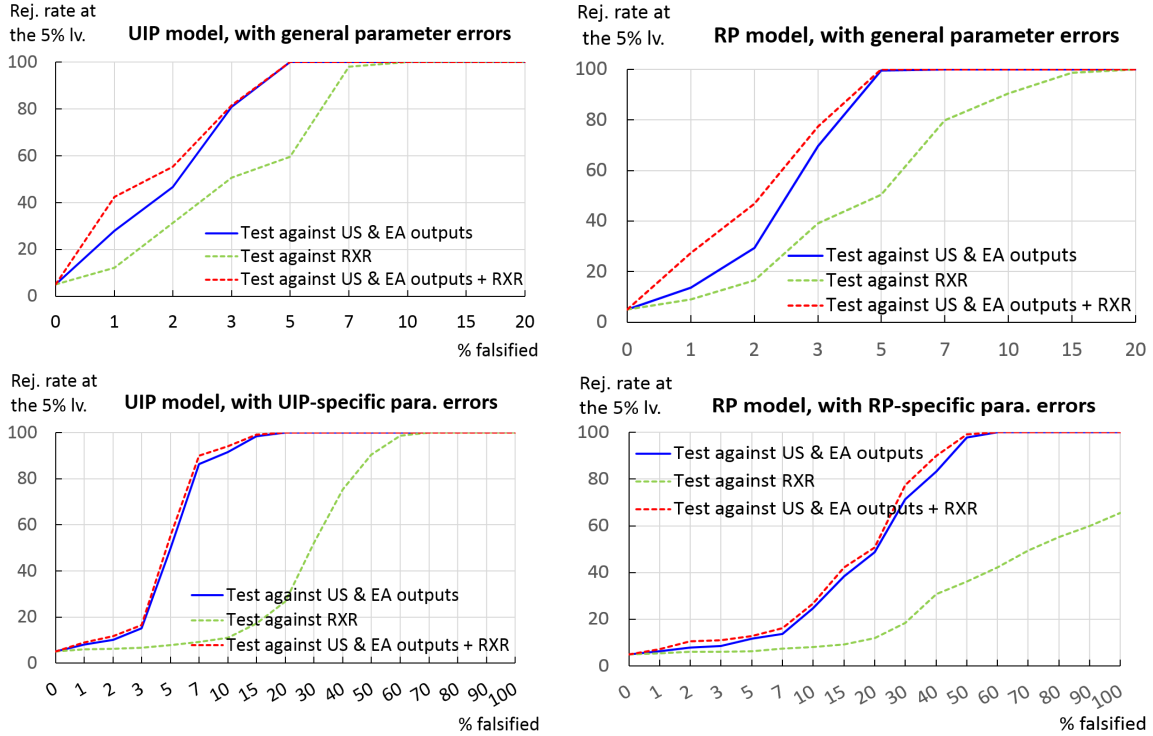 Rej. rate at
the 5% lv.
UIP model, with general parameter errors
100
80
60
40
20
0
Test against US & EA outputs
Test against RXR
Test against US & EA outputs + RXR
0 1 2 3 5 7 10 15 20
% falsified
Rej. rate at
the 5% lv.
RP model, with general parameter errors
100
80
60
40
20
0
Test against US & EA outputs
Test against RXR
Test against US & EA outputs + RXR
0 1 2 3 5 7 10 15 20
Rej. rate at
the 5% lv.
UIP model, with UIP-specific para. errors
100
80
60
40
20
0
Test against US & EA outputs
Test against RXR
Test against US & EA outputs + RXR
0 1 2 3 5 7 10 15 20 30 40 50 60 70 80 90 100
% falsified
Rej. rate at
the 5% lv.
RP model, with RP-specific para. errors
100
80
60
40
20
0
Test against US & EA outputs
Test against RXR
Test against US & EA outputs + RXR
0 1 2 3 5 7 10 15 20 30 40 50 60 70 80 90 100
% falsified